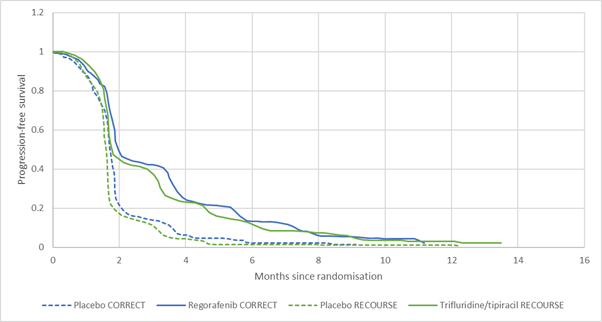 1.2
1
0.8
0.6
0.4
0.2
0
Progression-free survival
0 2 4 6 8 10 12 14 16
Months since randomisation
Placebo CORRECT Regorafenib CORRECT Placebo RECOURSE Trifluridine/tipiracil RECOURSE